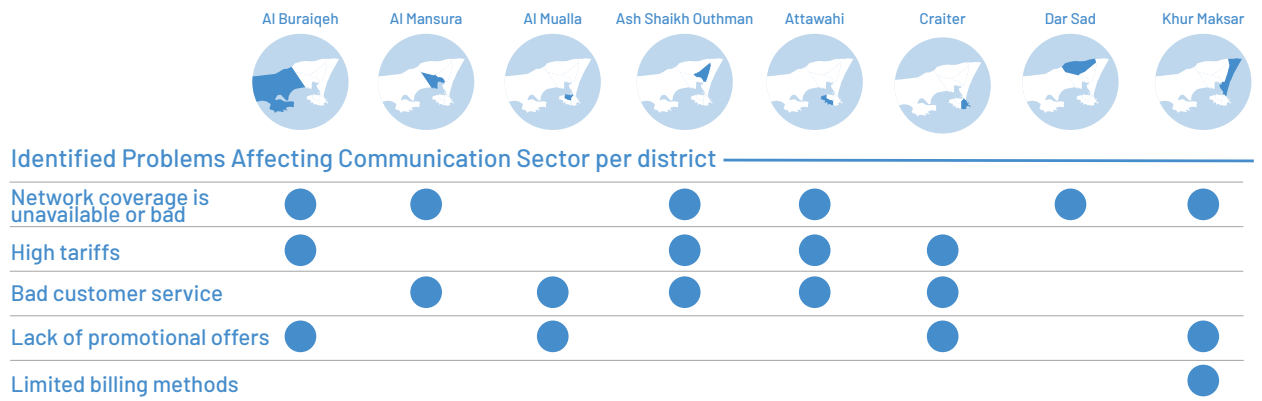 Al Buraiqeh Al Mansura Al Mualla Ash Shaikh Outhman Attawahi Craiter Dar Sad Khur Maksar
Identified Problems Affecting Communication Sector per district
Network coverage is
unavailable or bad
High tariffs
Bad customer service
Lack of promotional offers
Limited billing methods